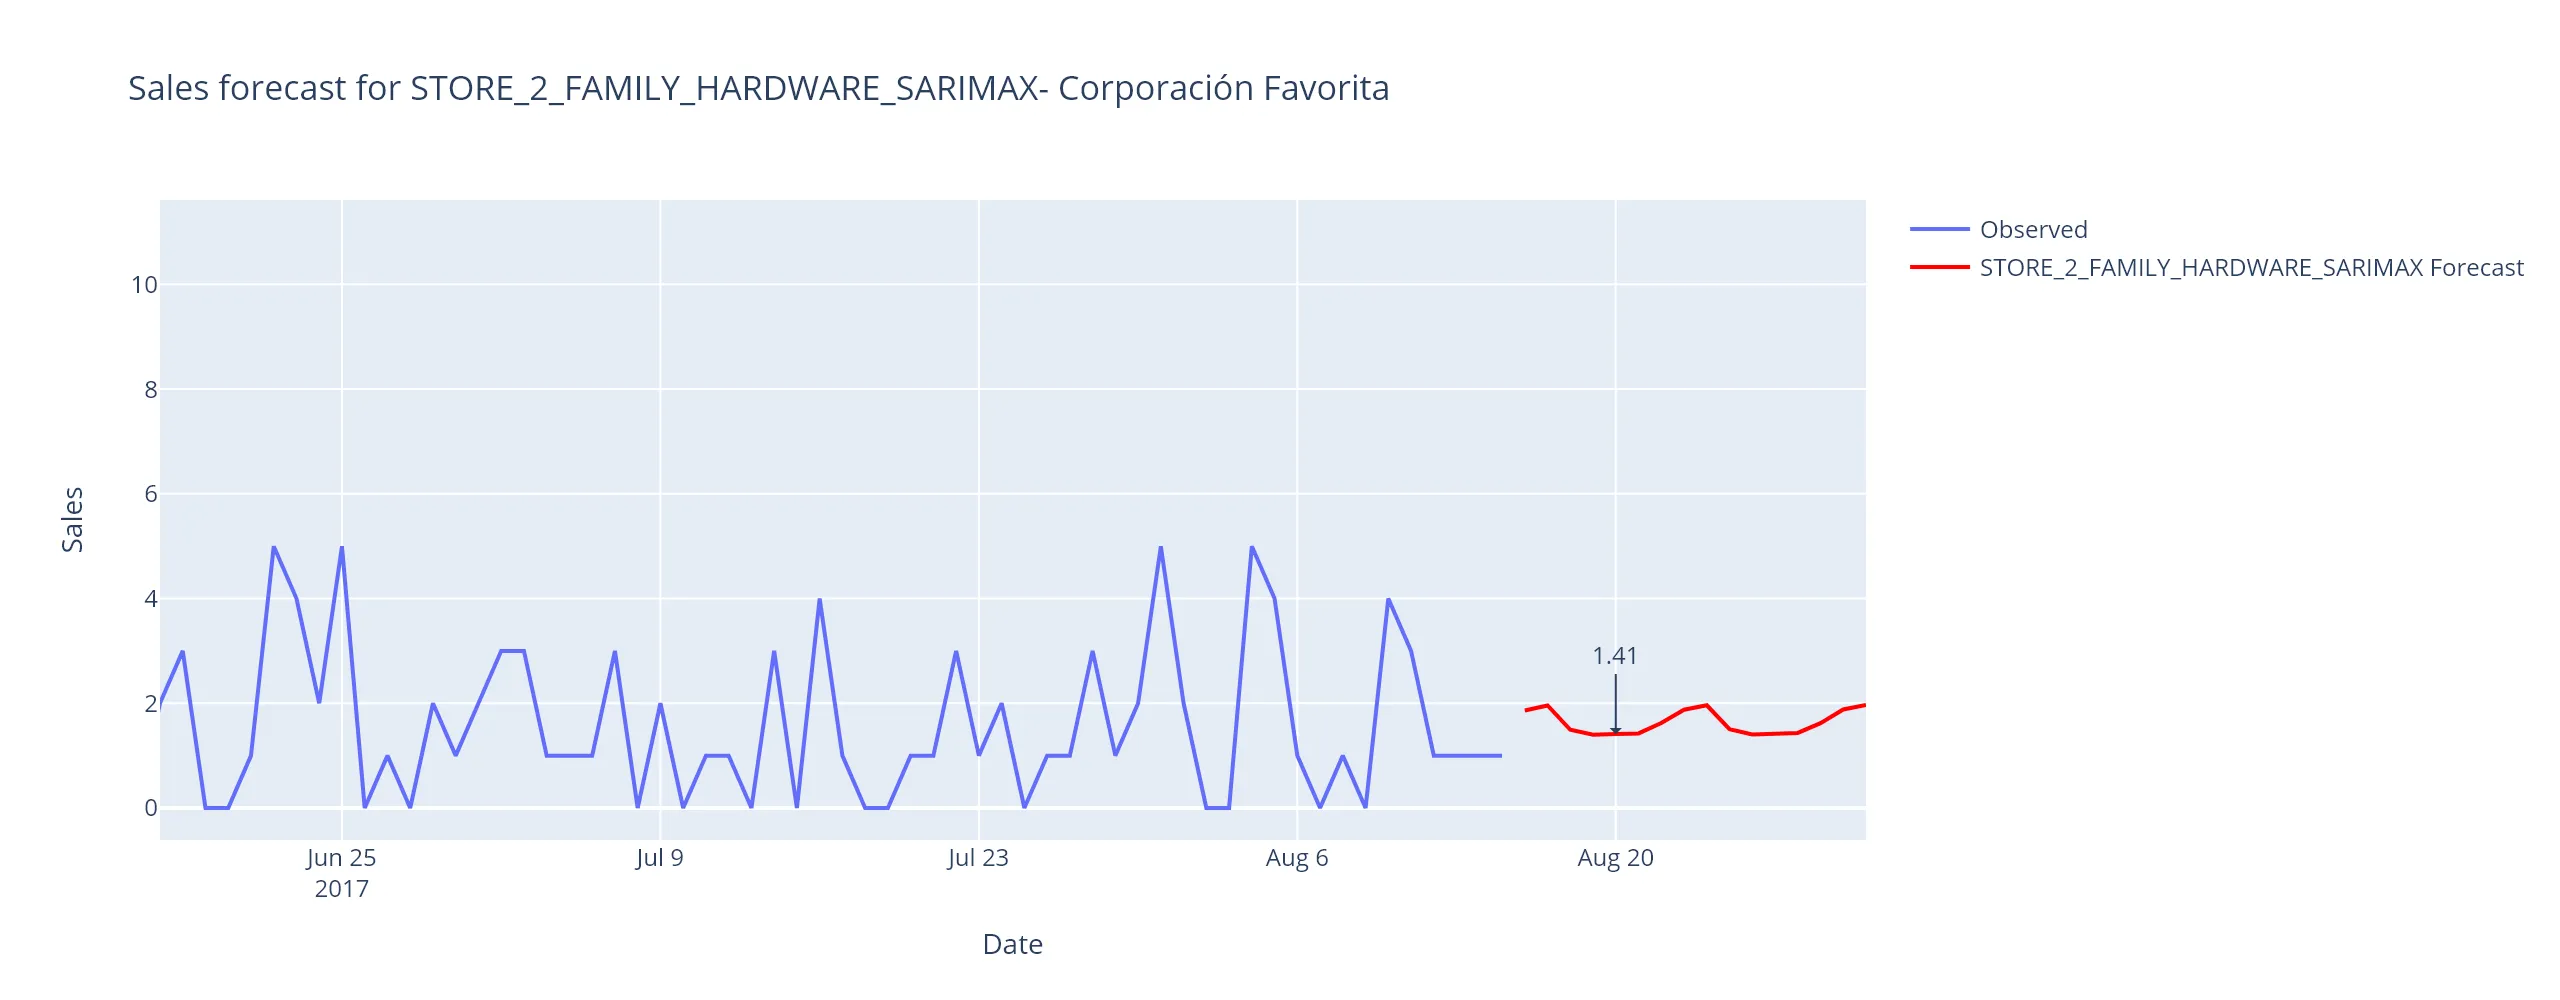 Sales forecast for STORE_2_FAMILY_HARDWARE_SARIMAX- Corporación Favorita
Observed
STORE_2_FAMILY_HARDWARE_SARIMAX Forecast
Sales
10
8
6
4
2
0
1.41
Jun 25
2017
Jul 9
Jul 23
Aug 6
Aug 20
Date